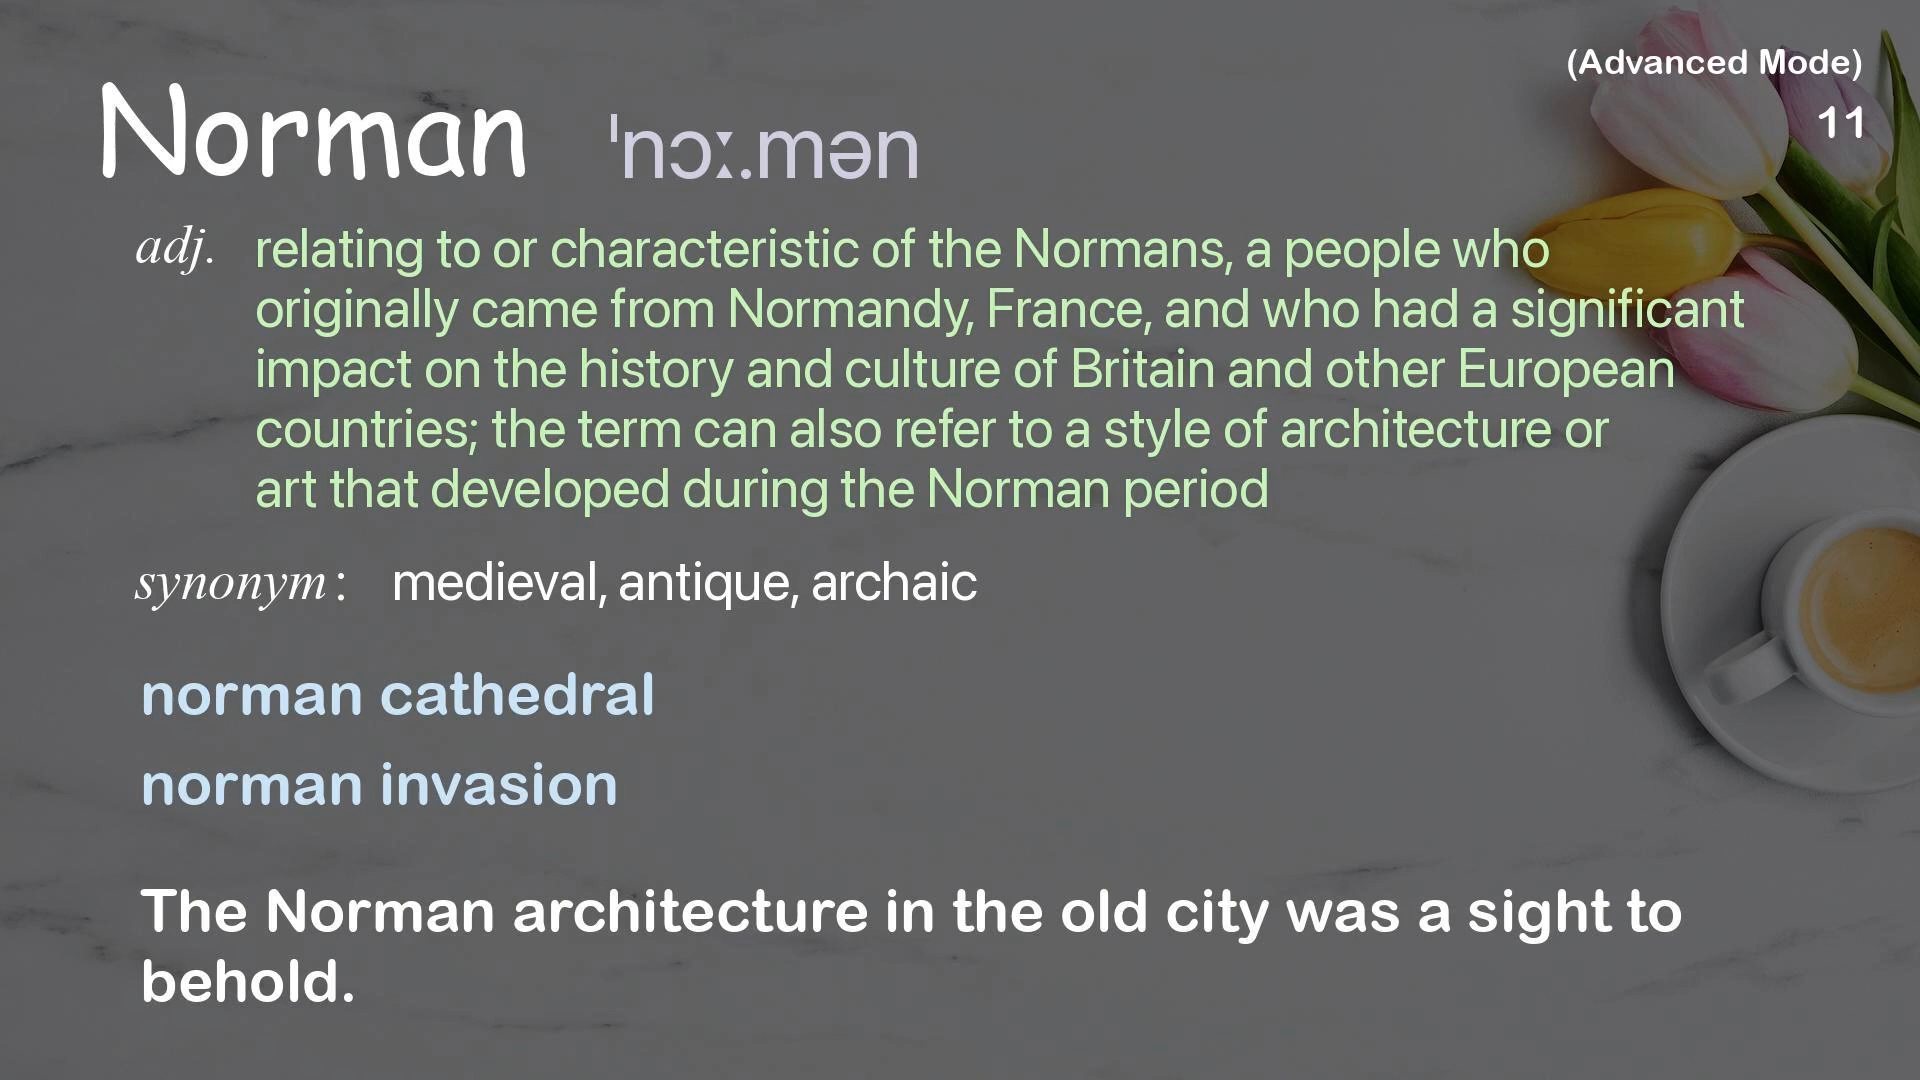 (Advanced Mode)
11
Norman ˈnɔː.mən
adj. relating to or characteristic of the Normans, a people who
originally came from Normandy, France, and who had a significant
impact on the history and culture of Britain and other European
countries; the term can also refer to a style of architecture or
art that developed during the Norman period
synonym: medieval, antique, archaic
norman cathedral
norman invasion
The Norman architecture in the old city was a sight to
behold.